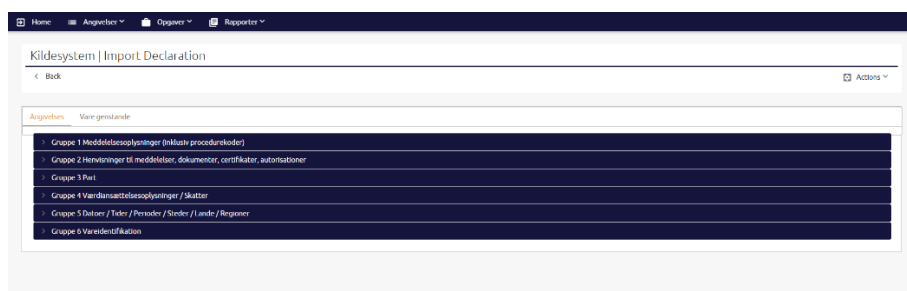 Home Angivelser Opgaver Rapporter
Kildesystem | Import Declaration
< Back Actions
Angivelses Vare genstande
> Gruppe 1 Meddelelsesoplysninger (Inklusiv procedurekoder)
> Gruppe 2 Henvisninger til meddelelser, dokumenter, certifikater, autorisationer
> Gruppe 3 Part
> Gruppe 4 Værdiansættelsesoplysninger / Skatter
> Gruppe 5 Datoer / Tider / Perioder / Steder / Lande / Regioner
> Gruppe 6 Vareidentifikation